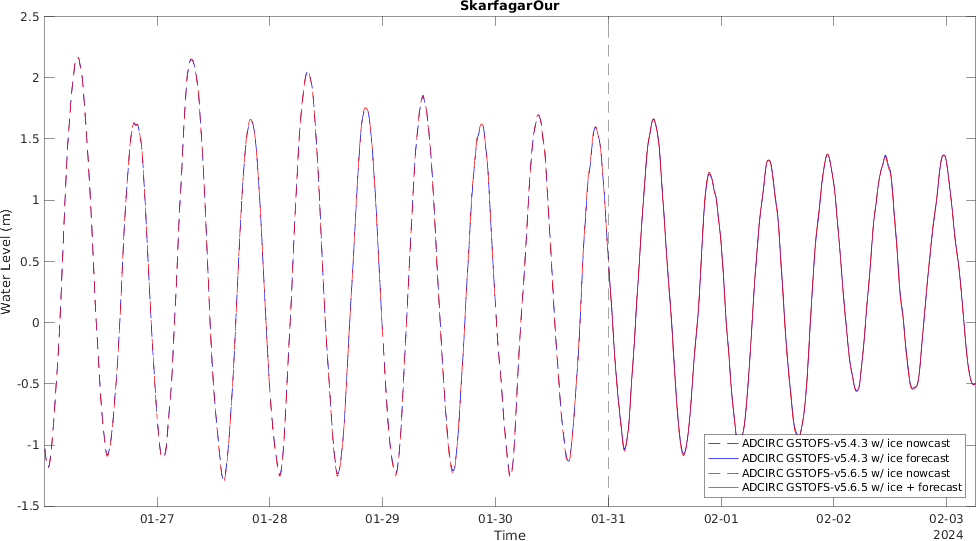 SkarfagarOur
2.5
2
1.5
1
0.5
0
-0.5
-1
-1.5
Water Level (m)
ADCIRC GSTOFS-v5.4.3 w/ ice nowcast
ADCIRC GSTOFS-v5.4.3 w/ ice forecast
ADCIRC GSTOFS-v5.6.5 w/ ice nowcast
ADCIRC GSTOFS-v5.6.5 w/ ice + forecast
01-27 01-28 01-29 01-30 01-31 02-01 02-02 02-03
Time
2024